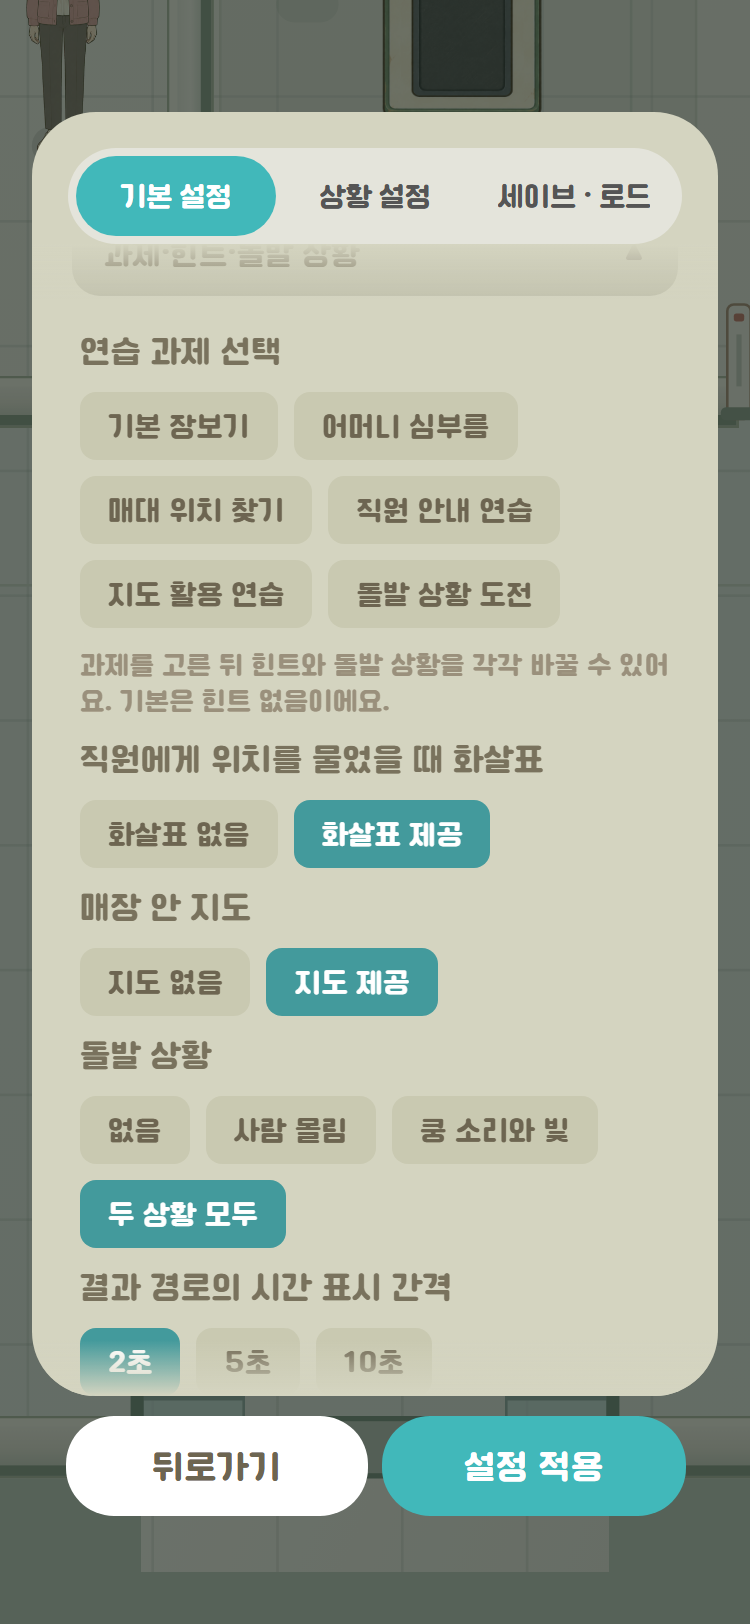 기본 설정
상황 설정
세이브 · 로드
과제·힌트·돌발 상황
연습 과제 선택
기본 장보기
어머니 심부름
매대 위치 찾기
직원 안내 연습
지도 활용 연습
돌발 상황 도전
과제를 고른 뒤 힌트와 돌발 상황을 각각 바꿀 수 있어
요. 기본은 힌트 없음이에요.
직원에게 위치를 물었을 때 화살표
화살표 없음
화살표 제공
매장 안 지도
지도 없음
지도 제공
돌발 상황
없음
사람 몰림
쿵 소리와 빛
두 상황 모두
결과 경로의 시간 표시 간격
2초
5초
10초
뒤로가기
설정 적용